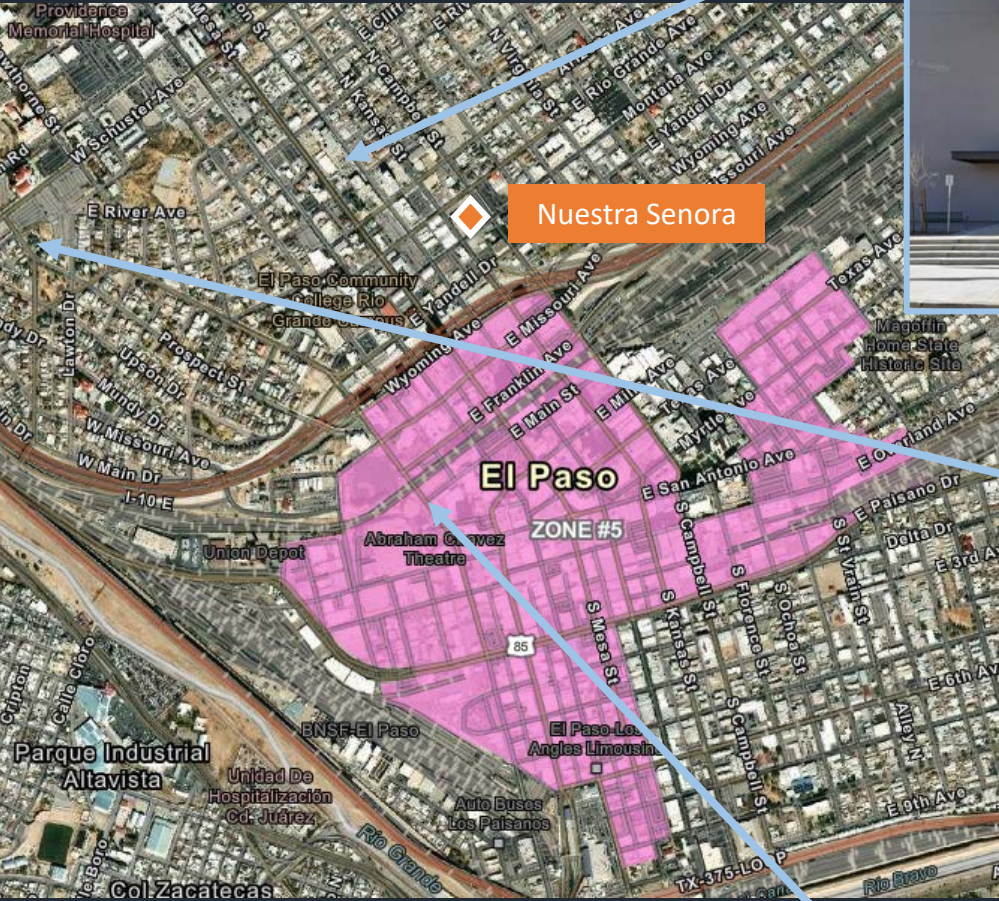 Providence
Memorial Hospital
Mesa St
E Rio Grande Ave
N Virginia St
Montana Ave
N Campbell St
N Kansas St
E Yandell Dr
Wyoming Ave
Missouri Ave
W Schuster Ave
E River Ave
Nuestra Senora
El Paso Community
College Rio
Grande Campus
E Yandell Dr
Texas Ave
Lawton Dr
Prospect St
Upson Dr
Mundy Dr
W Missouri Ave
W Main Dr
I-10 E
Wyoming Ave
E Missouri Ave
E Franklin Ave
E Main St
E Mills Ave
Texas Ave
Myrtle Ave
Magoffin
Home State
Historic Site
El Paso
ZONE #5
E San Antonio Ave
E Overland Ave
E Paisano Dr
Delta Dr
E 3rd
Union Depot
Abraham Chavez
Theatre
S Campbell St
S Florence St
S Ochoa St
S St Vrain St
S Mesa St
S Kansas St
85
E 6th Av
Alley N
S Campbell St
E 9th Ave
Cripton
Calle Cloro
BNSF-El Paso
El Paso-Los
Angles Limousin
Parque Industrial
Altavista
Unidad De
Hospitalización
Cd. Juárez
Auto Buses
Los Paisanos
Rio Grande
Col Zacatecas
TX-375-LOOP
Rio Bravo